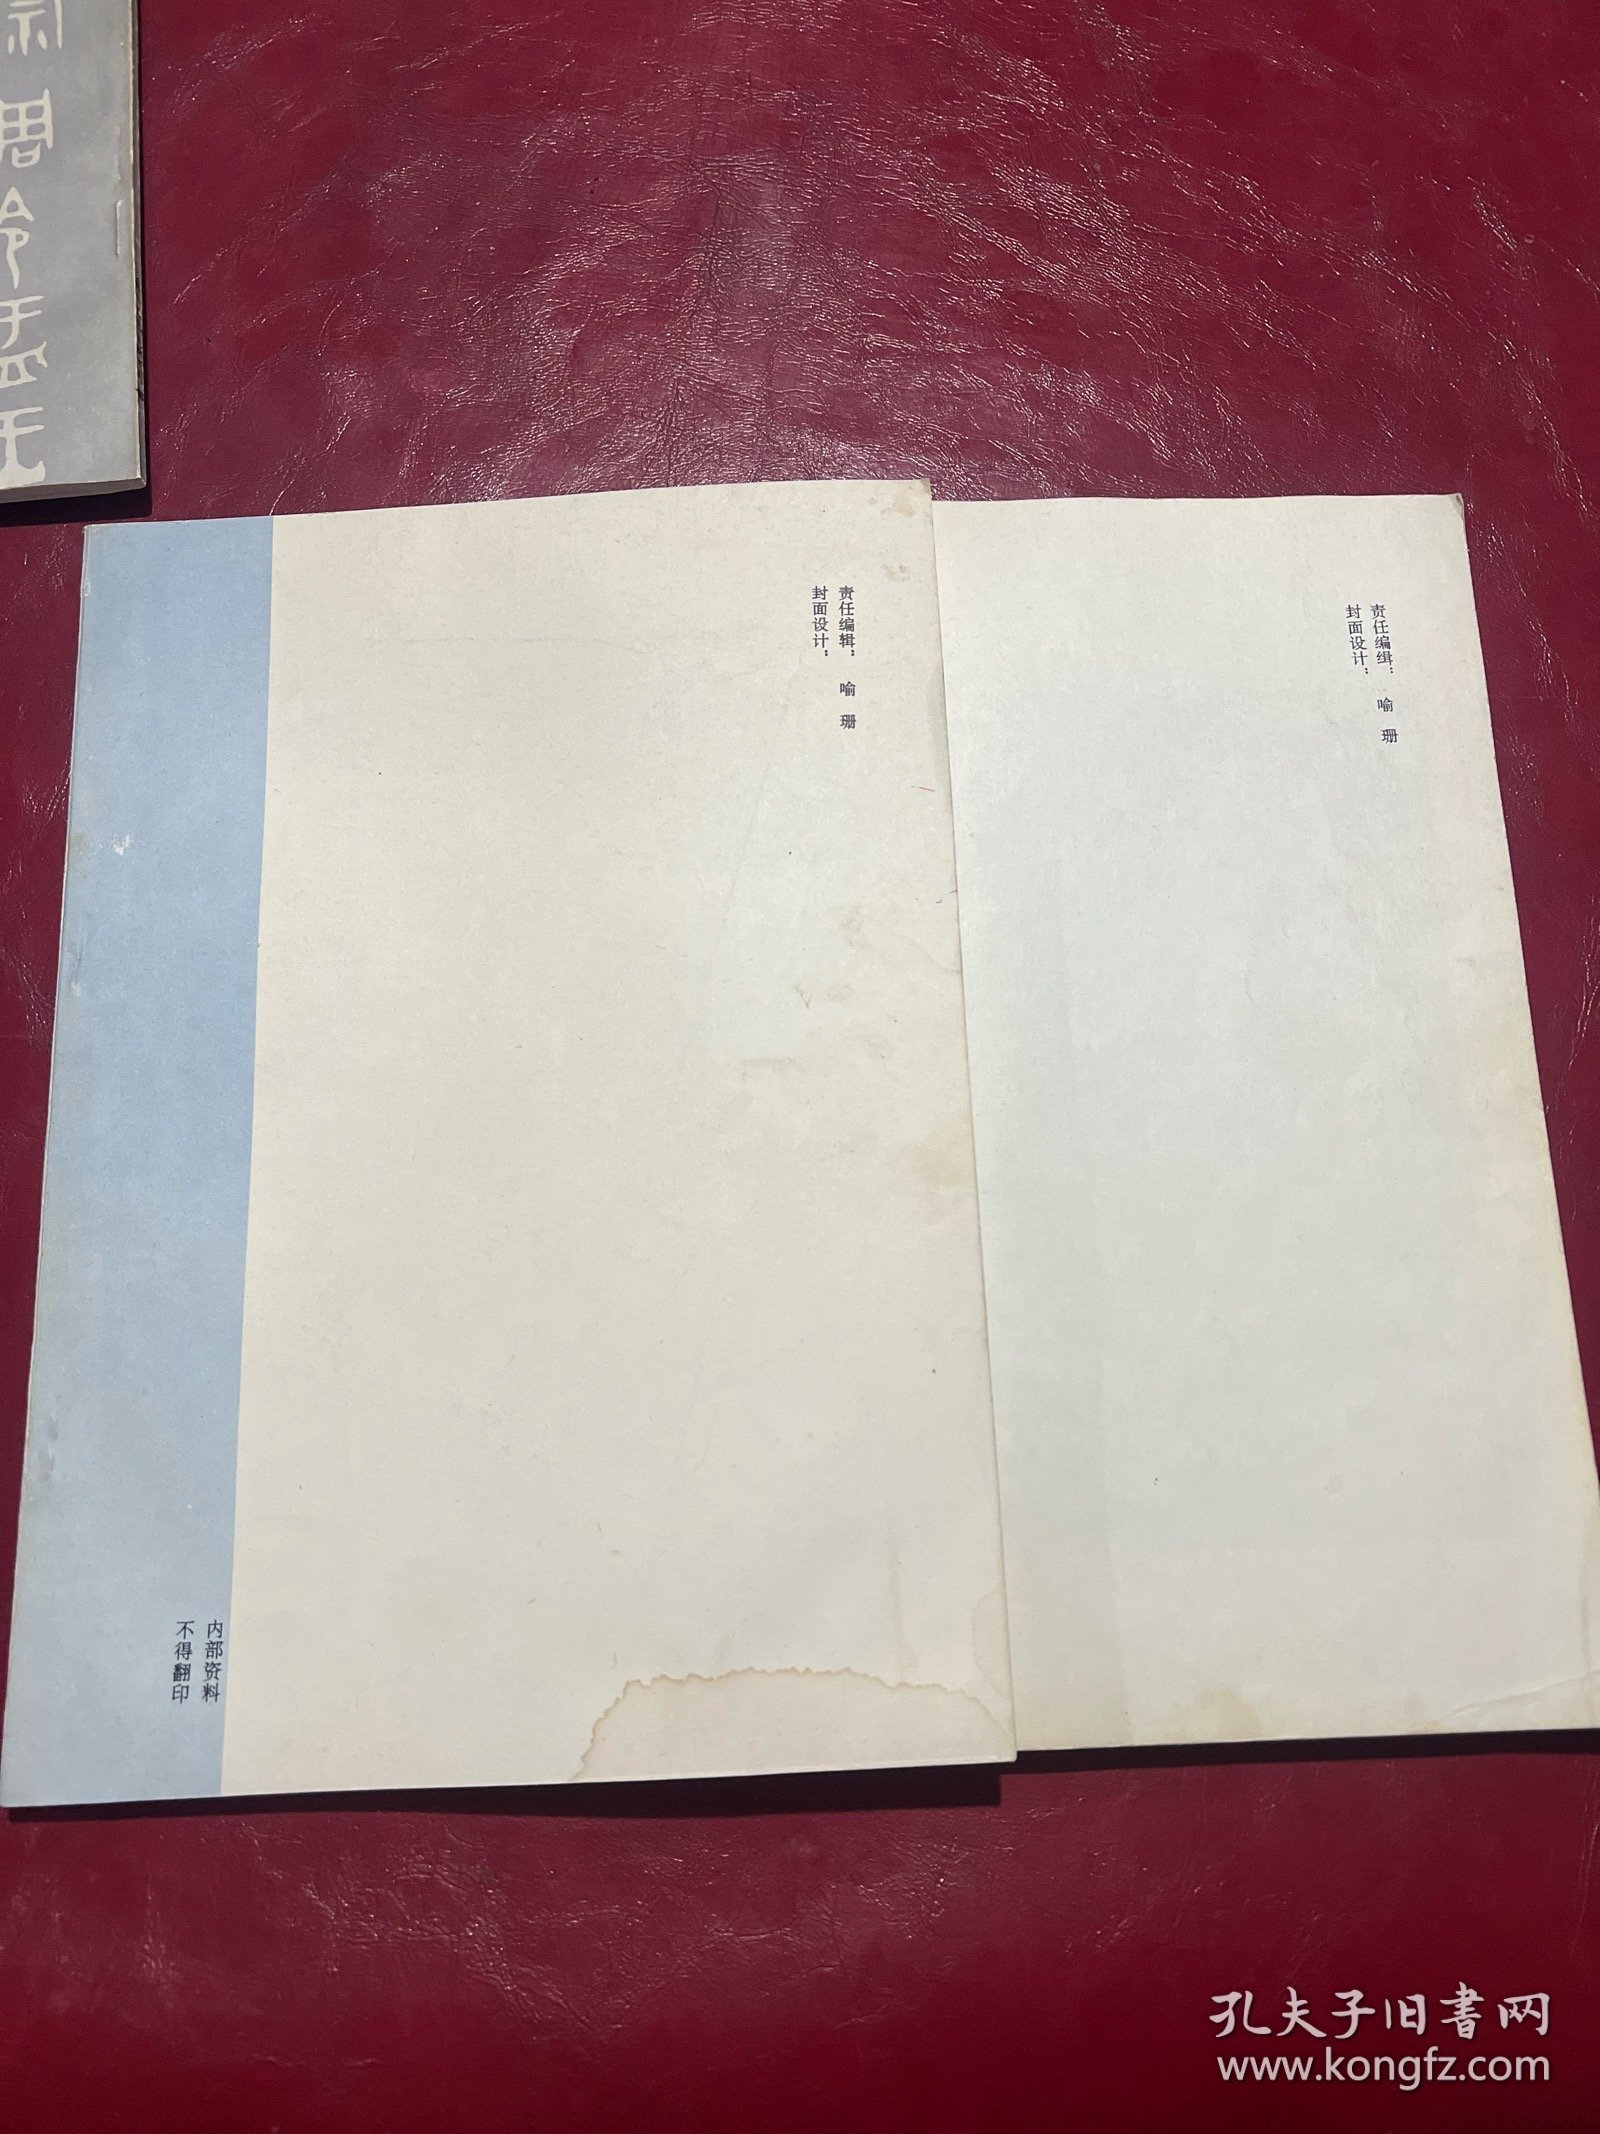 责任编辑：　喻　珊
封面设计：
内部资料
不得翻印
责任编缉：　喻　珊
封面设计：
孔夫子旧書网
www.kongfz.com